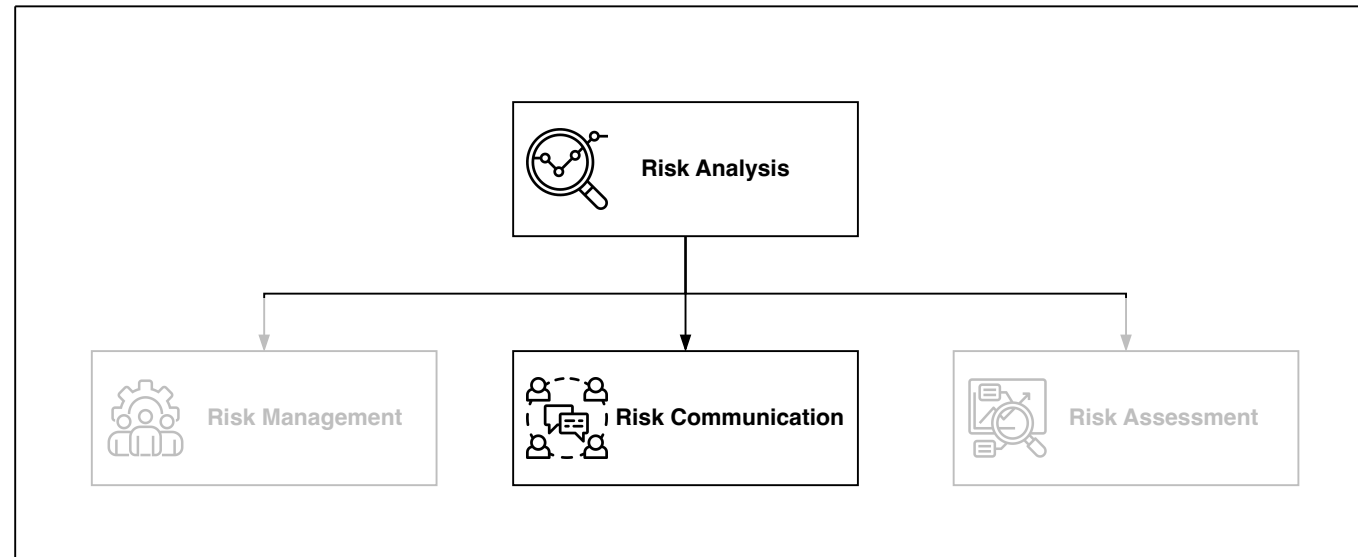 Risk Analysis
Risk Management
Risk Communication
Risk Assessment